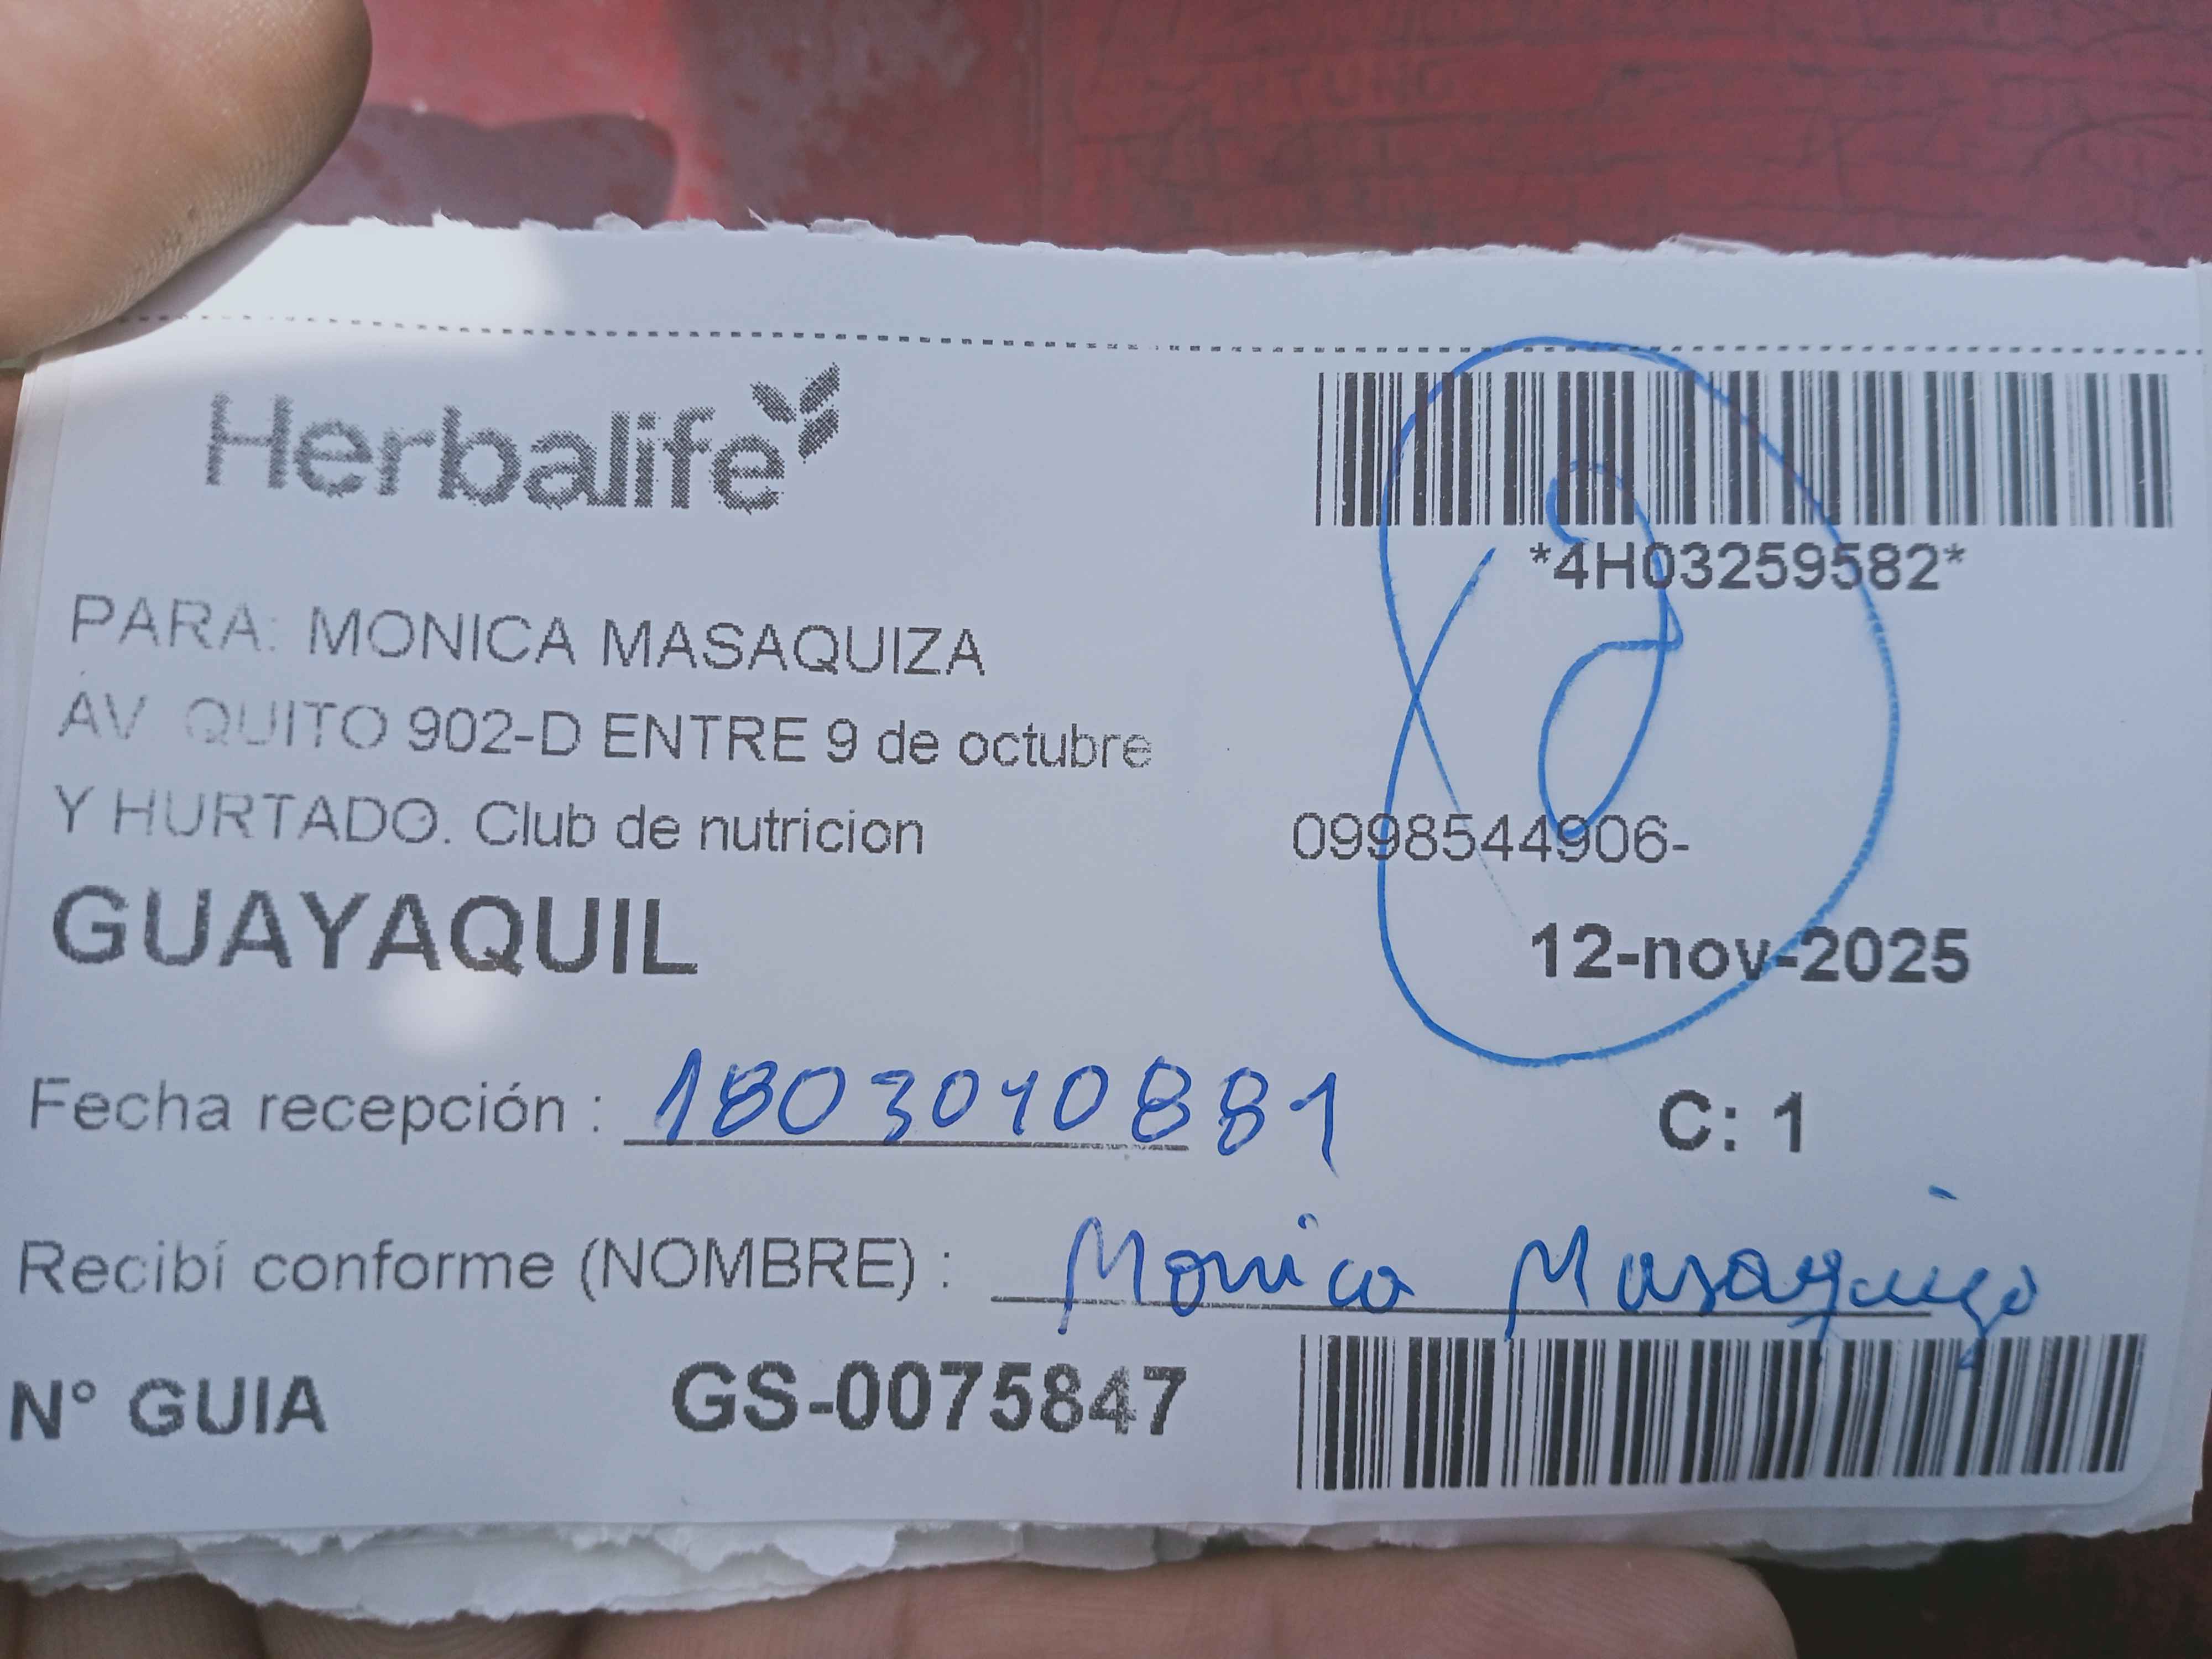 Herbalife
*4H03259582*
PARA: MONICA MASAQUIZA
AV. QUITO 902-D ENTRE 9 de octubre
Y HURTADO. Club de nutricion
0998544906-
GUAYAQUIL
12-nov-2025
Fecha recepción : 1803010881
C: 1
Recibí conforme (NOMBRE) : Monica Masaquiza
N° GUIA GS-0075847